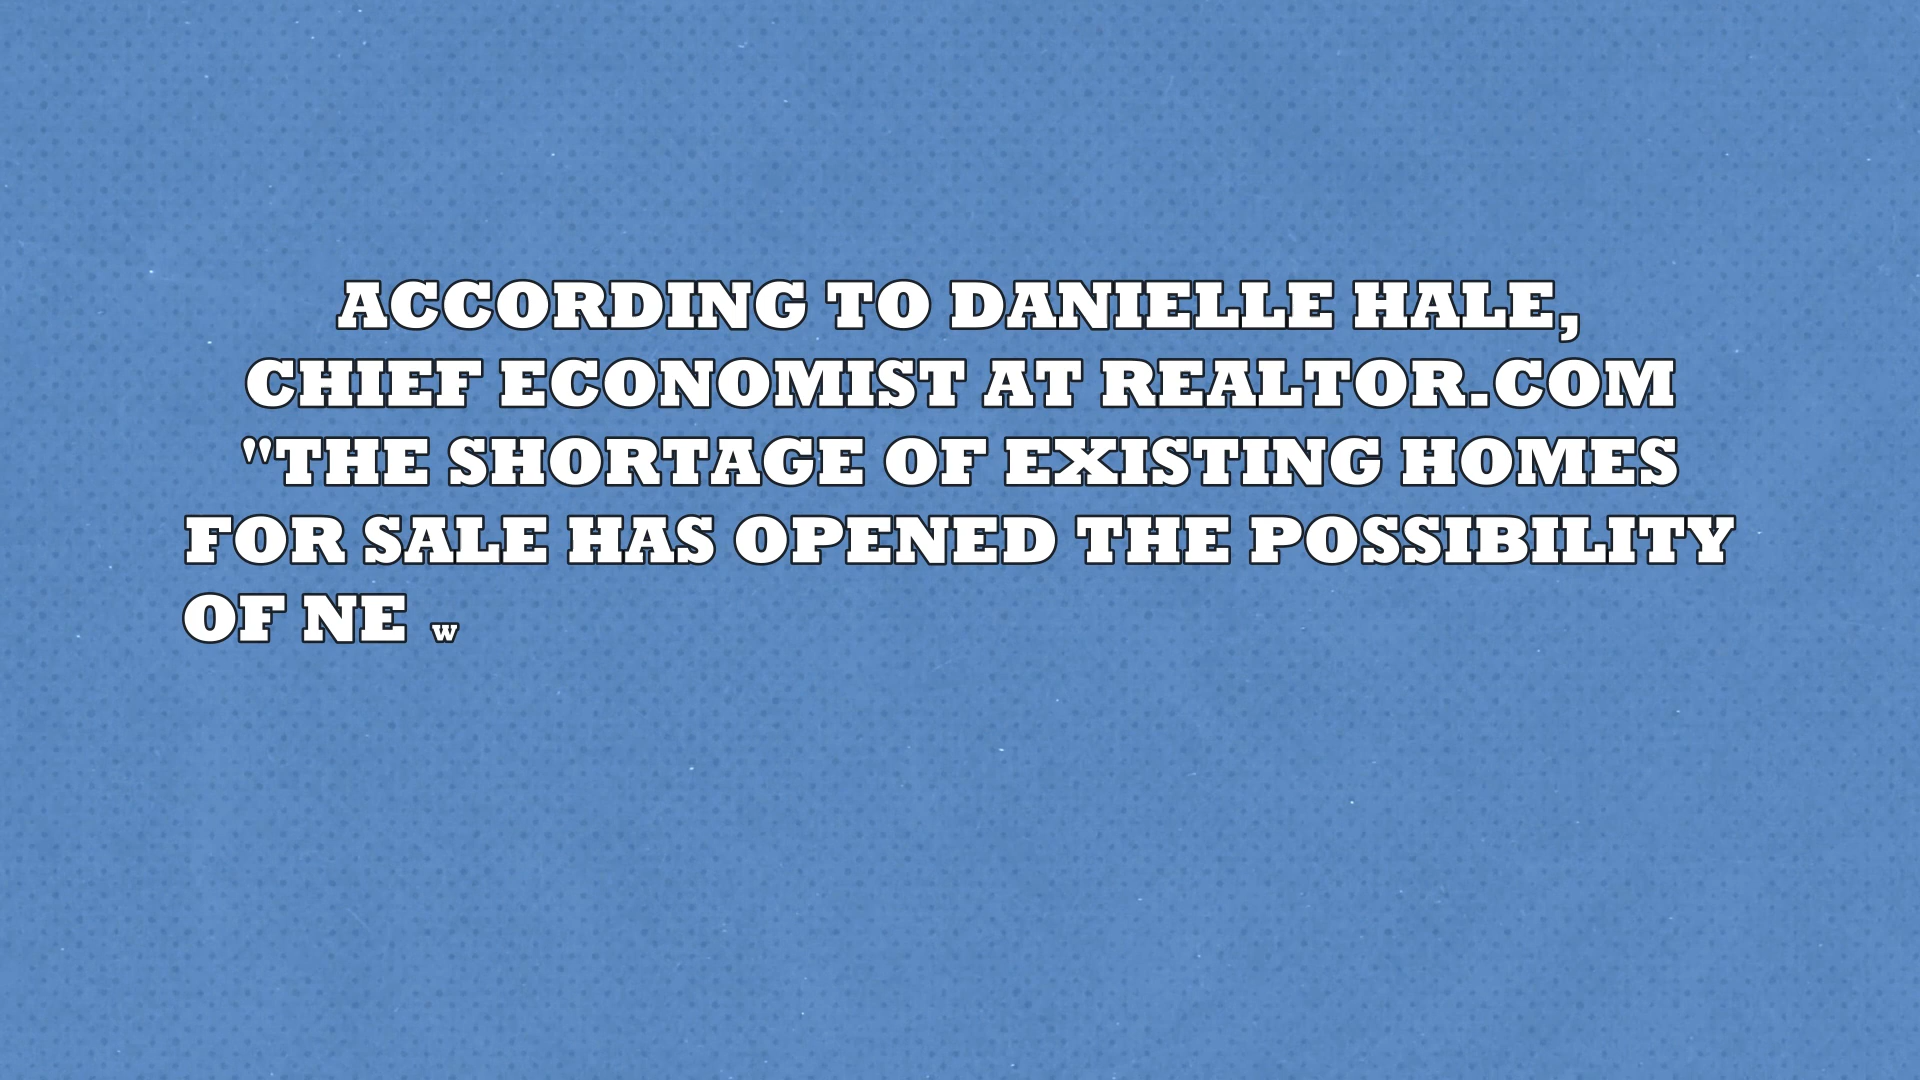 ACCORDING TO DANIELLE HALE,
CHIEF ECONOMIST AT REALTOR.COM
"THE SHORTAGE OF EXISTING HOMES
FOR SALE HAS OPENED THE POSSIBILITY
OF NE W